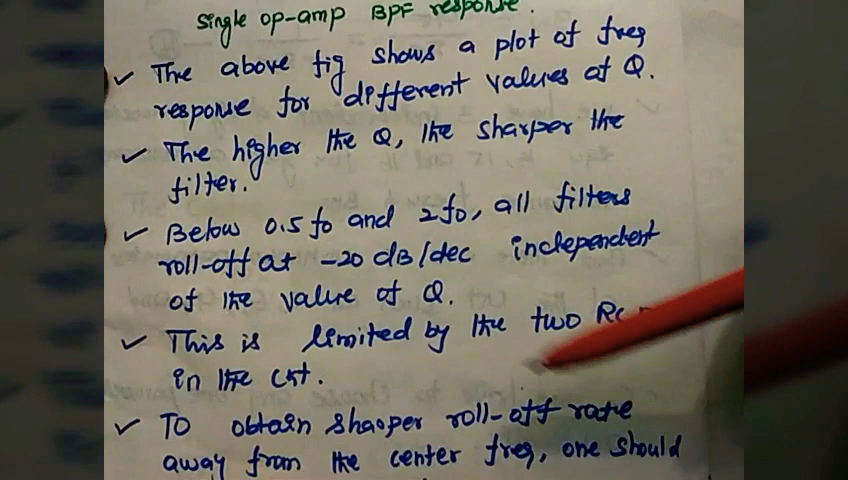 Single op-amp BPF response.
✓ The above fig shows a plot of freq
response for different values of Q.
✓ The higher the Q, the sharper the
filter.
✓ Below 0.5 fo and 2fo, all filters
roll-off at -20 dB/dec independent
of the value of Q.
✓ This is limited by the two
in the ckt.
✓ To obtain sharper roll-off rate
away from the center freq, one should